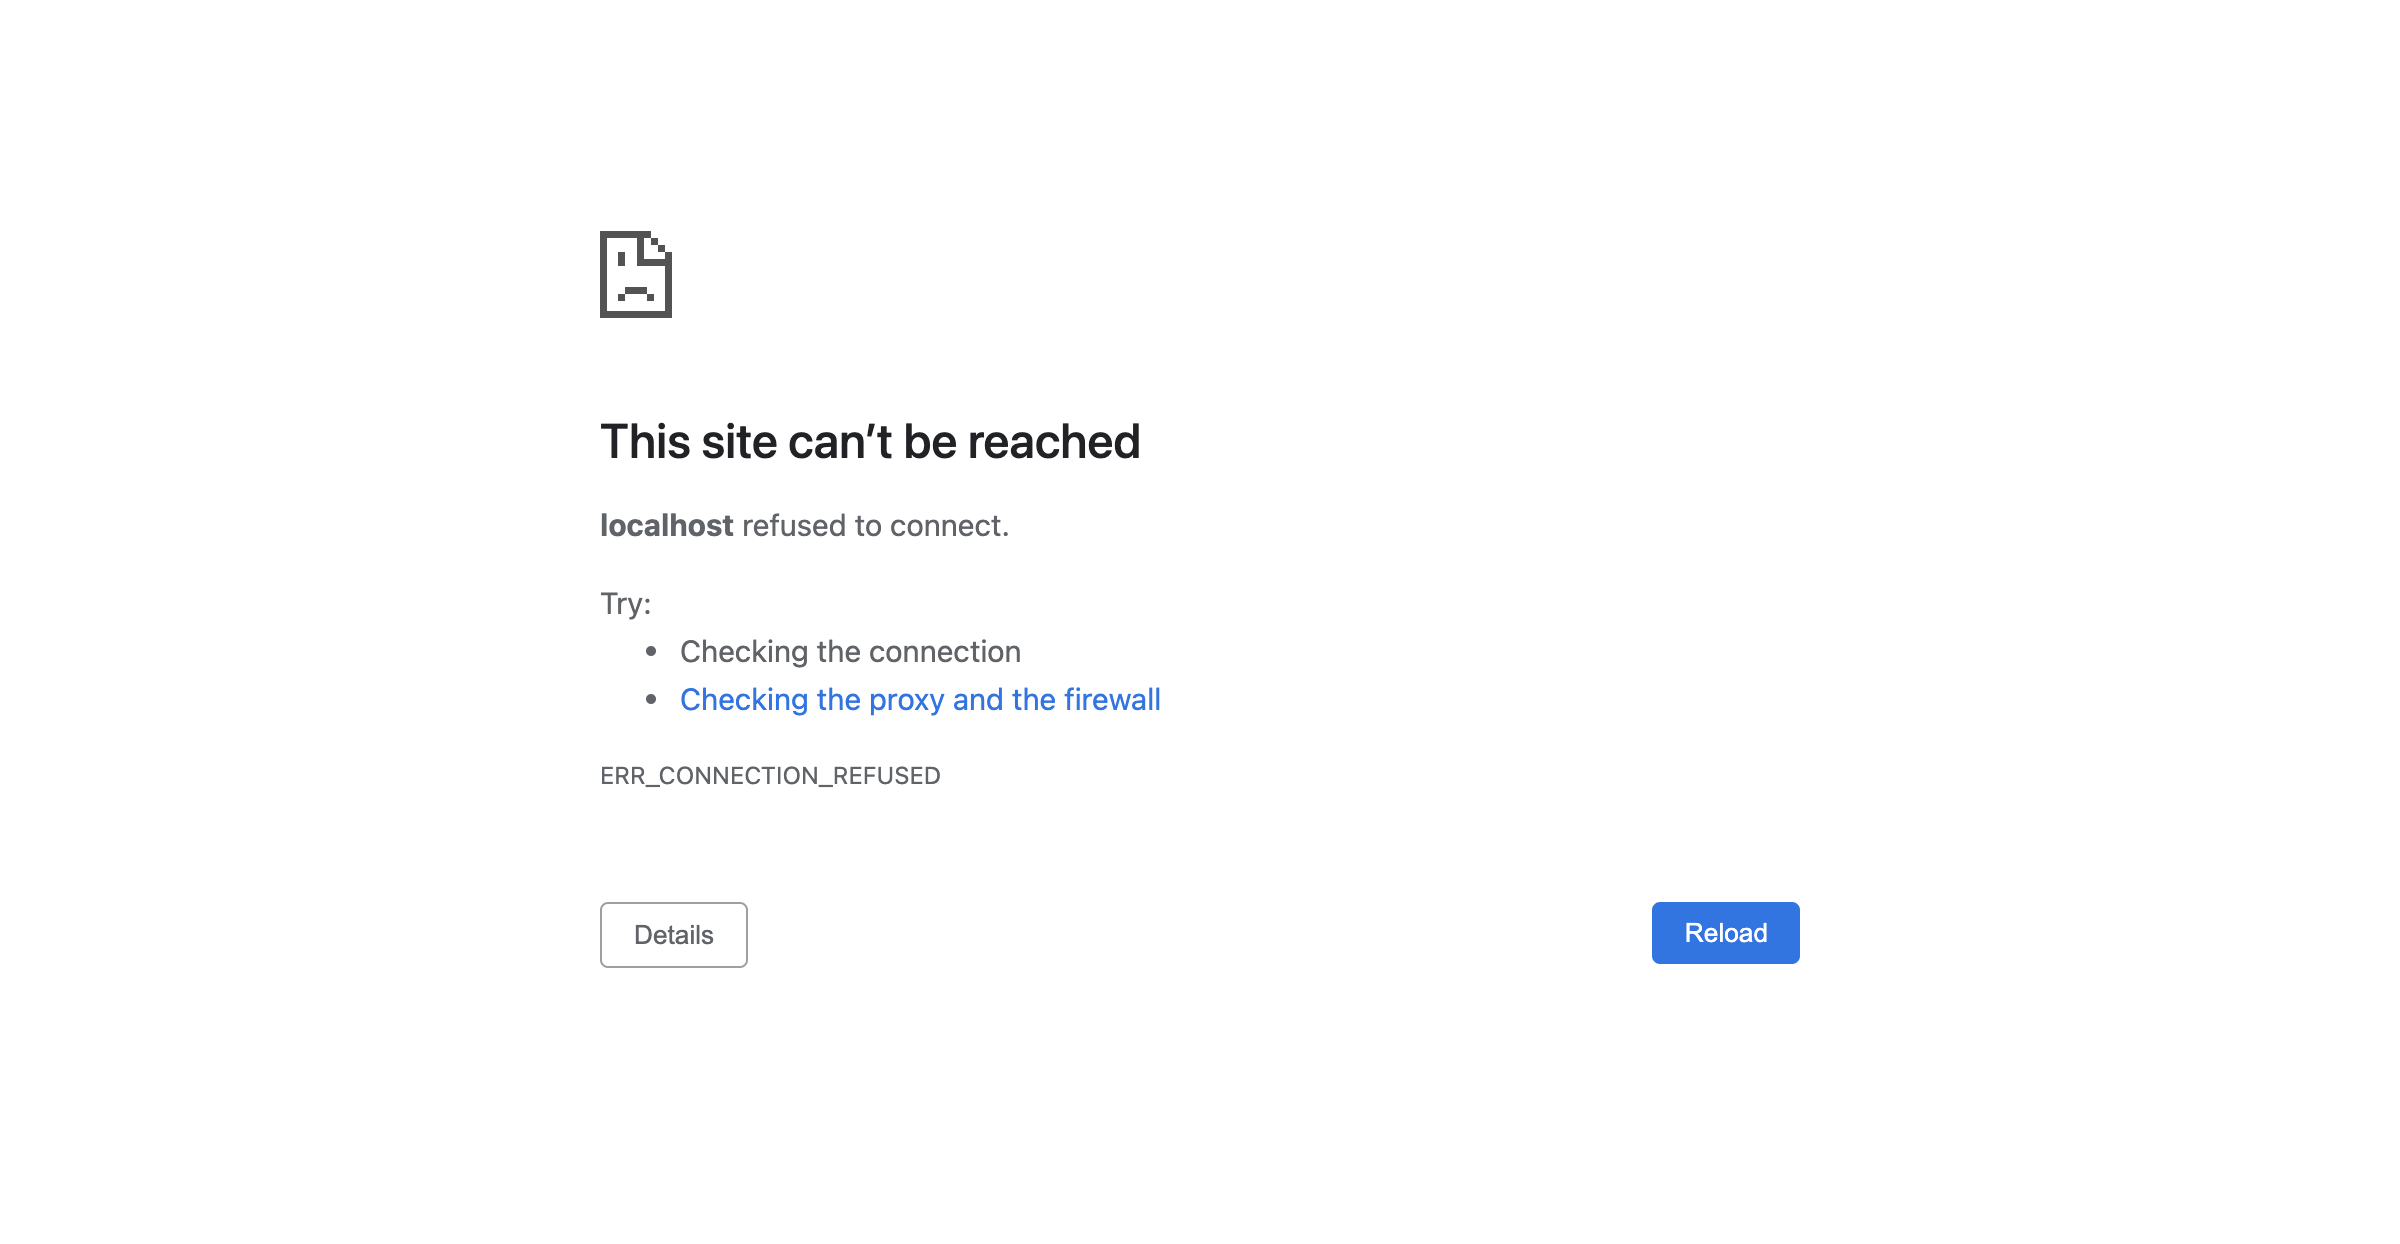 This site can’t be reached
localhost refused to connect.
Try:
• Checking the connection
• Checking the proxy and the firewall
ERR_CONNECTION_REFUSED
Details
Reload